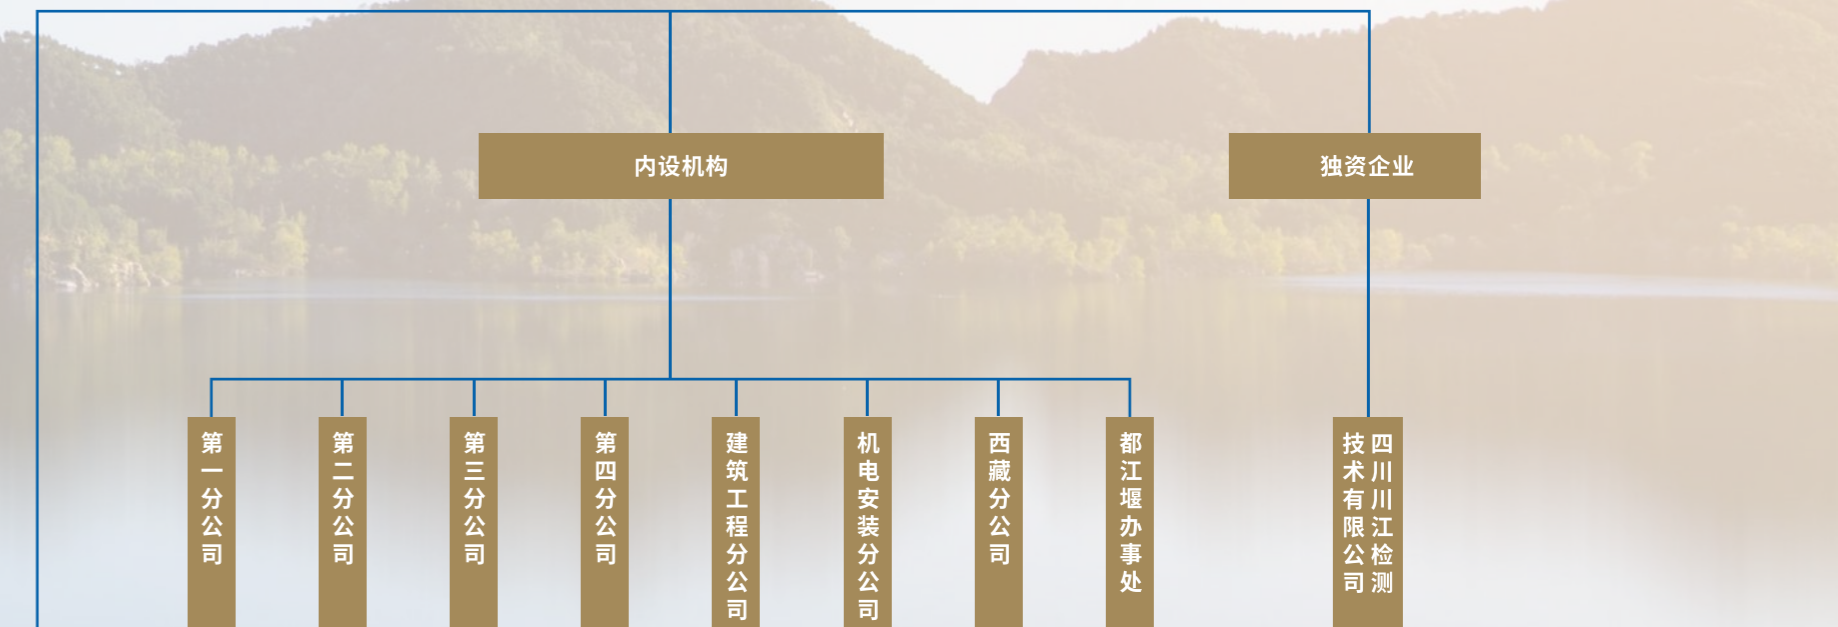 内设机构
独资企业
第一分公司
第二分公司
第三分公司
第四分公司
建筑工程分公司
机电安装分公司
西藏分公司
都江堰办事处
四川川江检测
技术有限公司